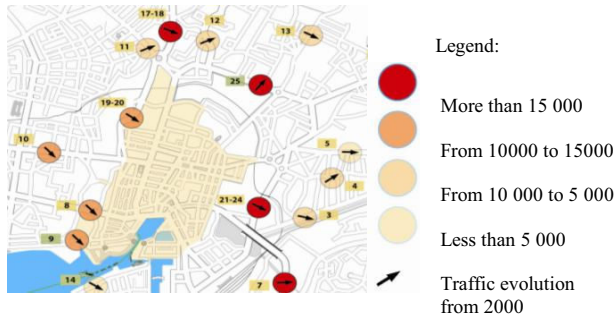 17-18
12
13
11
25
19-20
10
5
4
8
21-24
3
9
14
7
Legend:
More than 15 000
From 10000 to 15000
From 10 000 to 5 000
Less than 5 000
Traffic evolution
from 2000